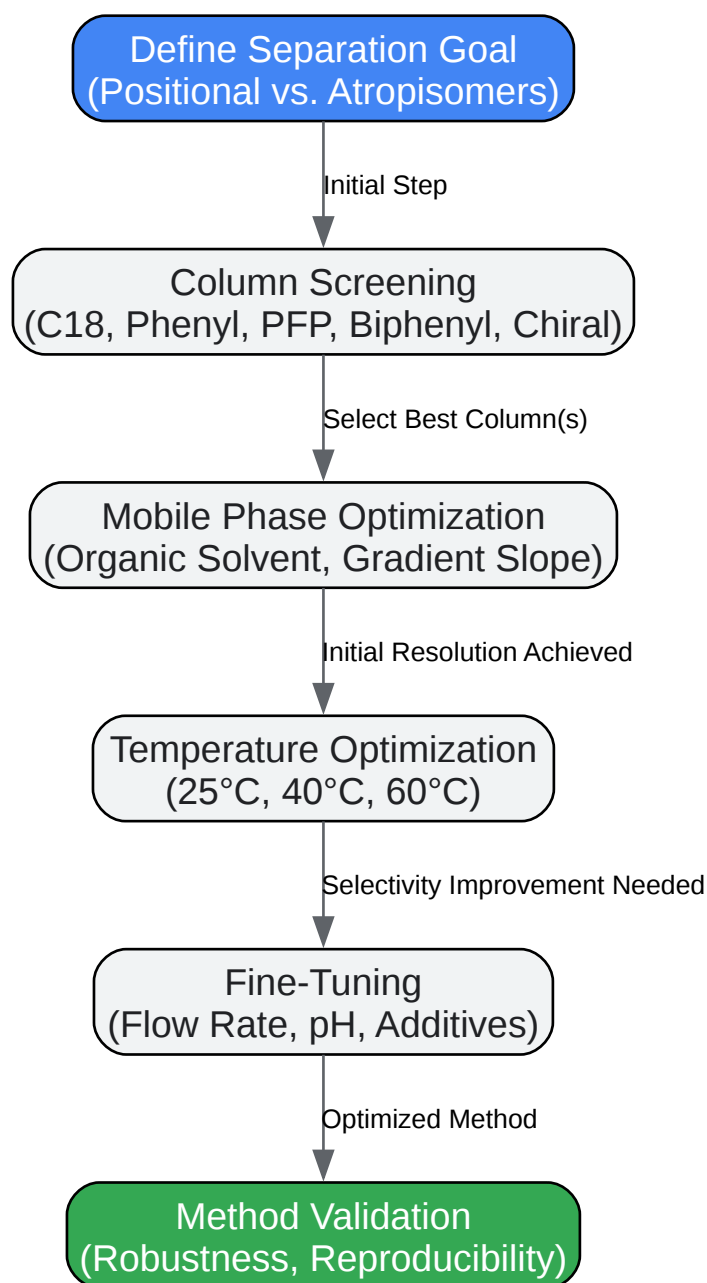 Define Separation Goal
(Positional vs. Atropisomers)
Initial Step
Column Screening
(C18, Phenyl, PFP, Biphenyl, Chiral)
Select Best Column(s)
Mobile Phase Optimization
(Organic Solvent, Gradient Slope)
Initial Resolution Achieved
Temperature Optimization
(25°C, 40°C, 60°C)
Selectivity Improvement Needed
Fine-Tuning
(Flow Rate, pH, Additives)
Optimized Method
Method Validation
(Robustness, Reproducibility)